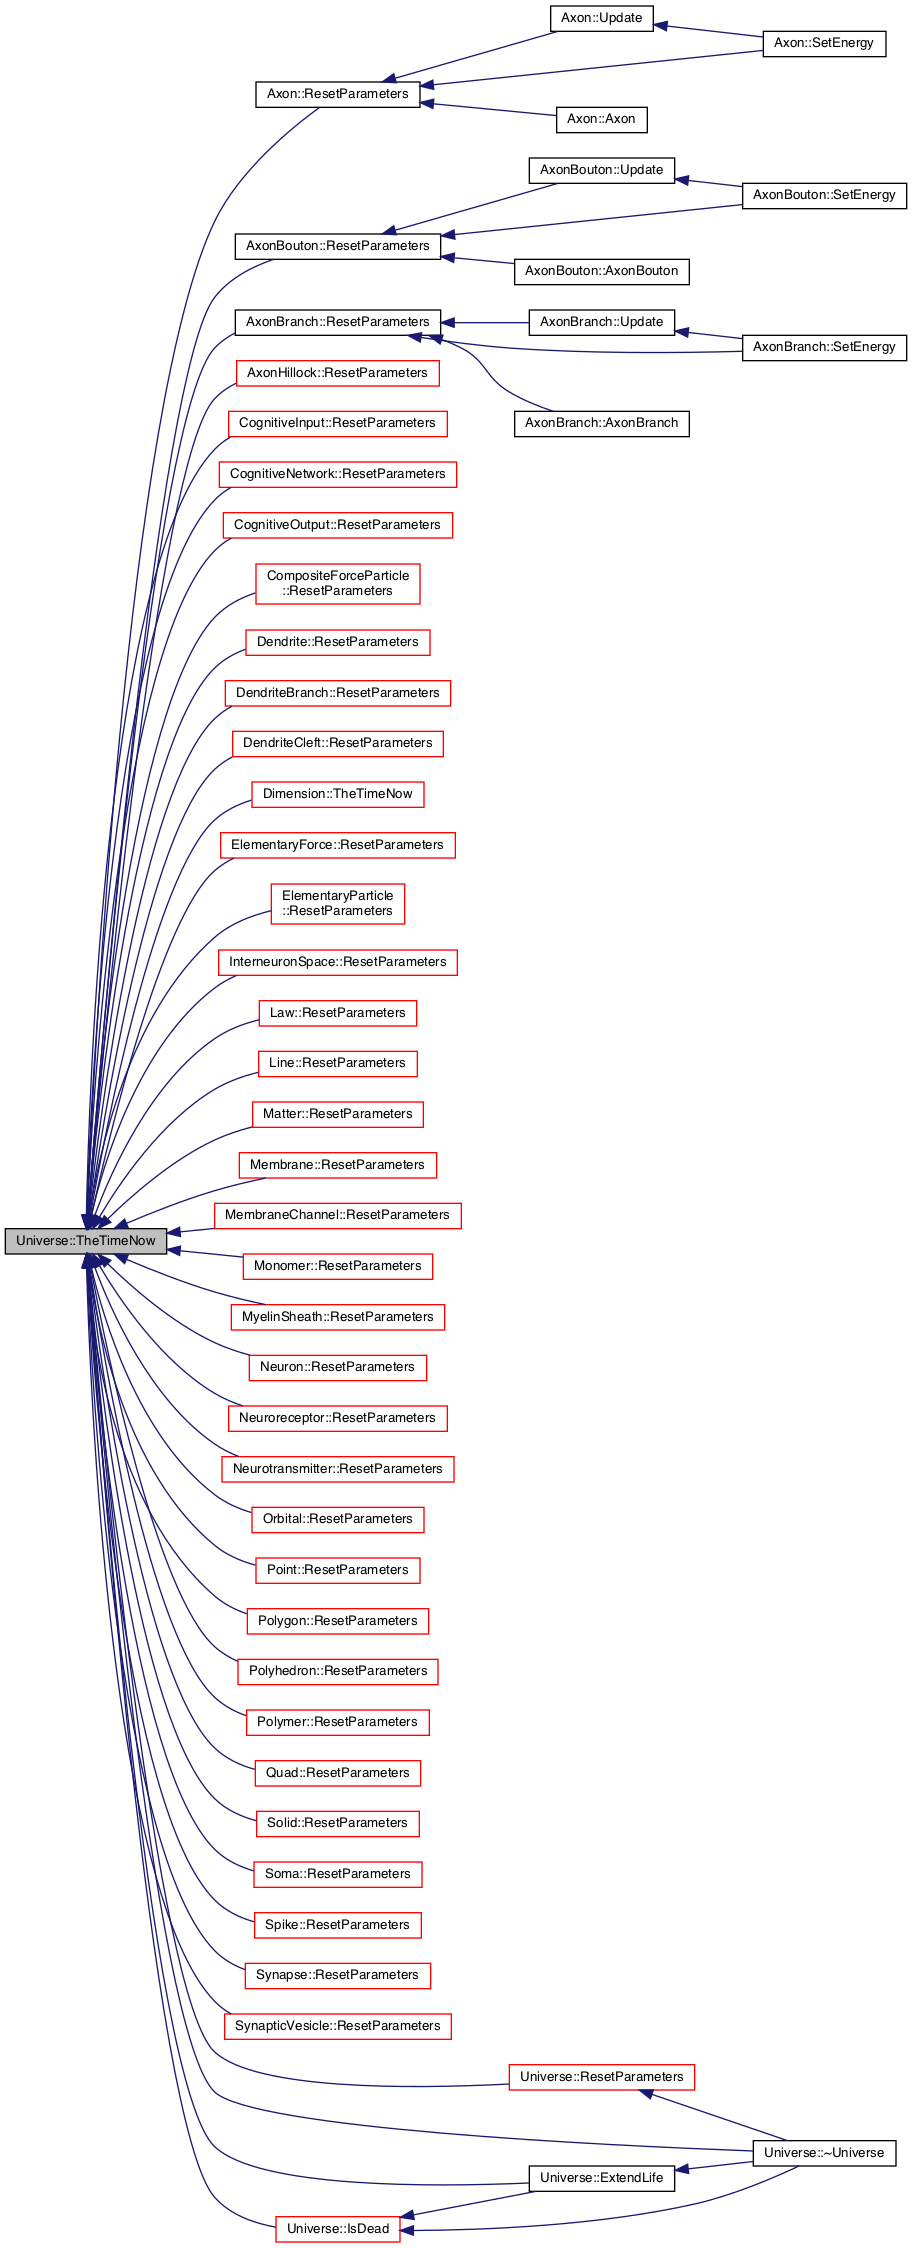 Axon::Update
Axon::SetEnergy
Axon::ResetParameters
Axon::Axon
AxonBouton::Update
AxonBouton::SetEnergy
AxonBouton::ResetParameters
AxonBouton::AxonBouton
AxonBranch::ResetParameters
AxonBranch::Update
AxonBranch::SetEnergy
AxonHillock::ResetParameters
CognitiveInput::ResetParameters
AxonBranch::AxonBranch
CognitiveNetwork::ResetParameters
CognitiveOutput::ResetParameters
CompositeForceParticle
::ResetParameters
Dendrite::ResetParameters
DendriteBranch::ResetParameters
DendriteCleft::ResetParameters
Dimension::TheTimeNow
ElementaryForce::ResetParameters
ElementaryParticle
::ResetParameters
InterneuronSpace::ResetParameters
Law::ResetParameters
Line::ResetParameters
Matter::ResetParameters
Membrane::ResetParameters
MembraneChannel::ResetParameters
Universe::TheTimeNow
Monomer::ResetParameters
MyelinSheath::ResetParameters
Neuron::ResetParameters
Neuroreceptor::ResetParameters
Neurotransmitter::ResetParameters
Orbital::ResetParameters
Point::ResetParameters
Polygon::ResetParameters
Polyhedron::ResetParameters
Polymer::ResetParameters
Quad::ResetParameters
Solid::ResetParameters
Soma::ResetParameters
Spike::ResetParameters
Synapse::ResetParameters
SynapticVesicle::ResetParameters
Universe::ResetParameters
Universe::~Universe
Universe::ExtendLife
Universe::IsDead